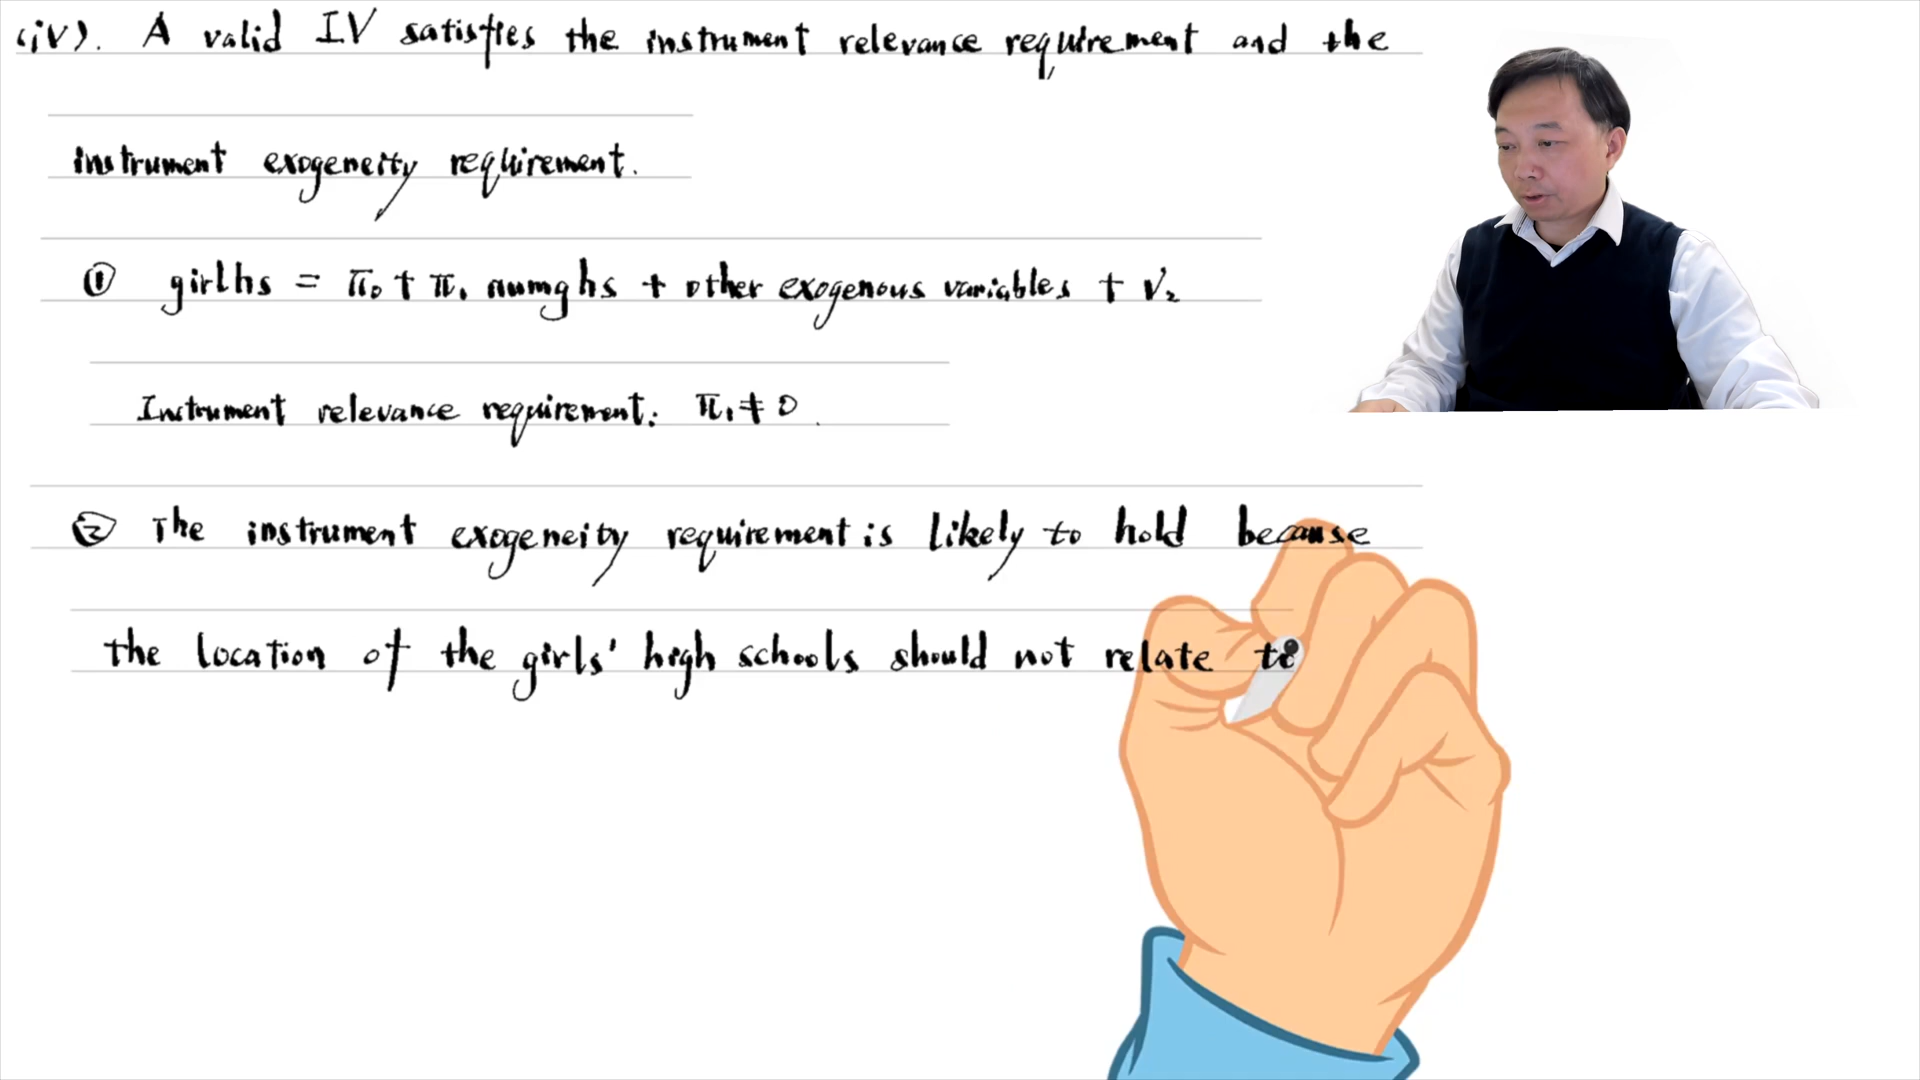 (iv). A valid IV satisfies the instrument relevance requirement and the
instrument exogeneity requirement.
① girlhs = π₀ + π₁ numghs + other exogenous variables + v₂
Instrument relevance requirement: π₁ ≠ 0.
② The instrument exogeneity requirement is likely to hold because
the location of the girls' high schools should not relate to